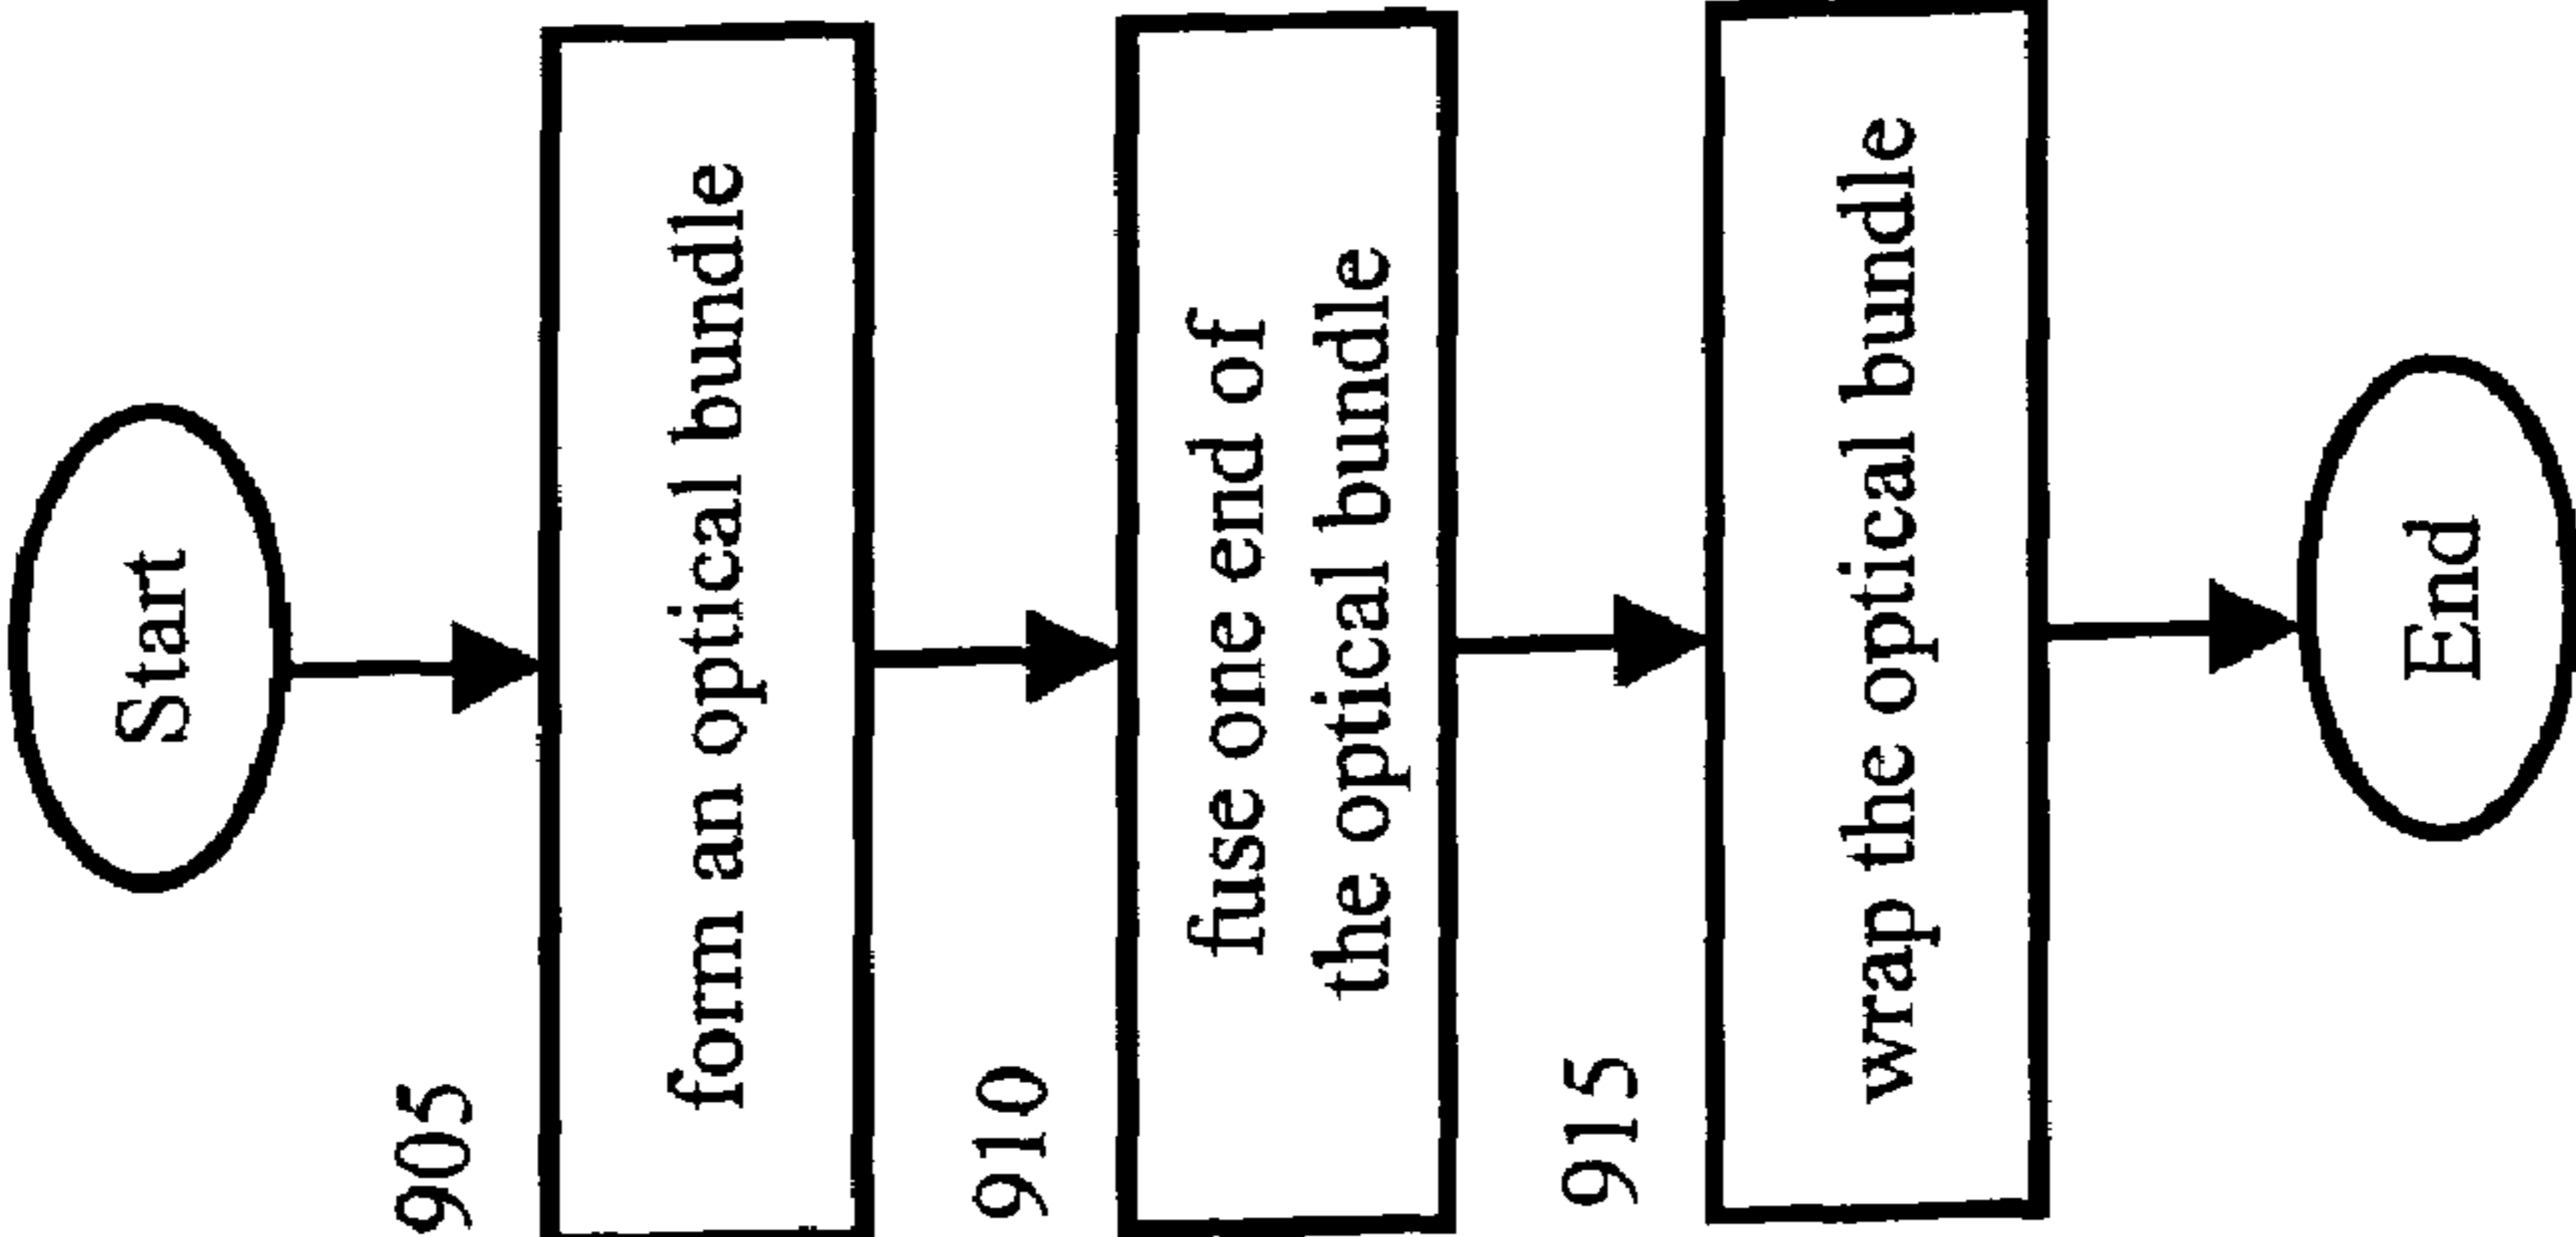 Start
905
form an optical bundle
910
fuse one end of
the optical bundle
915
wrap the optical bundle
End